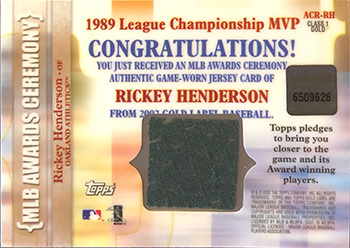 1989 League Championship MVP
ACR-RH
CLASS 1
GOLD
CONGRATULATIONS!
YOU JUST RECEIVED AN MLB AWARDS CEREMONY
AUTHENTIC GAME-WORN JERSEY CARD OF
RICKEY HENDERSON
FROM 2002 GOLD LABEL BASEBALL.
6509626
{MLB AWARDS CEREMONY}
Rickey Henderson · OF
OAKLAND ATHLETICS™
Topps pledges
to bring you
closer to the
game and its
Award winning
players.
Topps